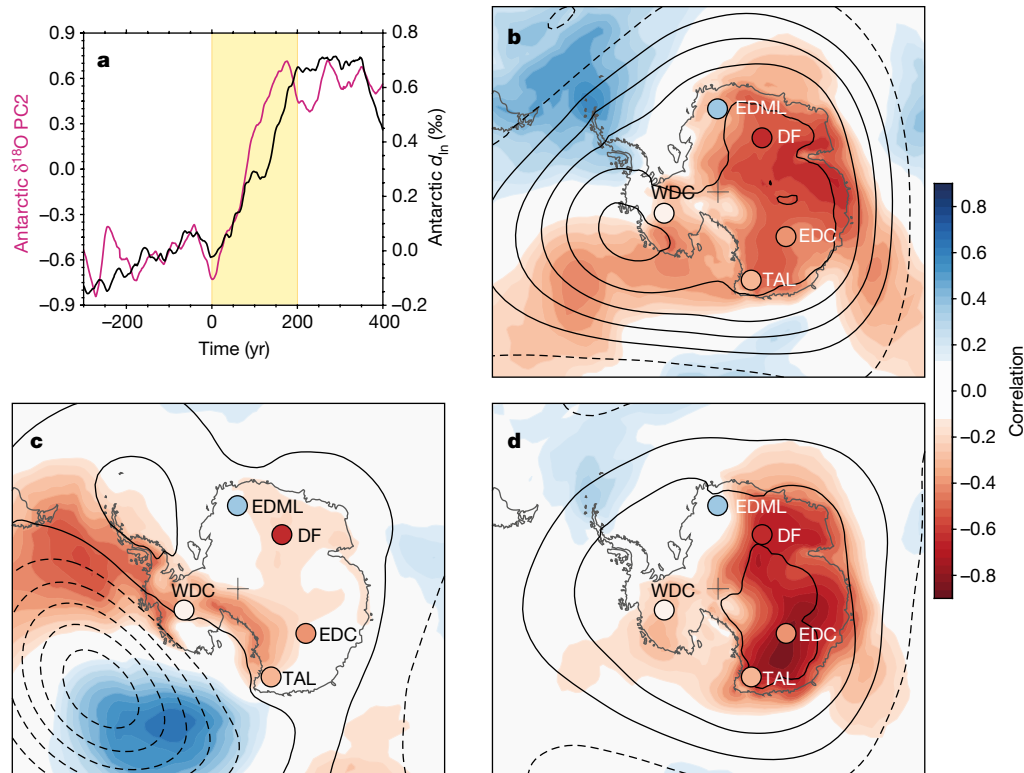 a
0.9
0.6
0.3
0.0
−0.3
−0.6
−0.9
Antarctic δ18O PC2
0.8
0.6
0.4
0.2
0.0
−0.2
Antarctic dln (‰)
−200 0 200 400
Time (yr)
b
EDML
DF
WDC
EDC
TAL
0.8
0.6
0.4
0.2
0.0
−0.2
−0.4
−0.6
−0.8
Correlation
c
EDML
DF
WDC
EDC
TAL
d
EDML
DF
WDC
EDC
TAL